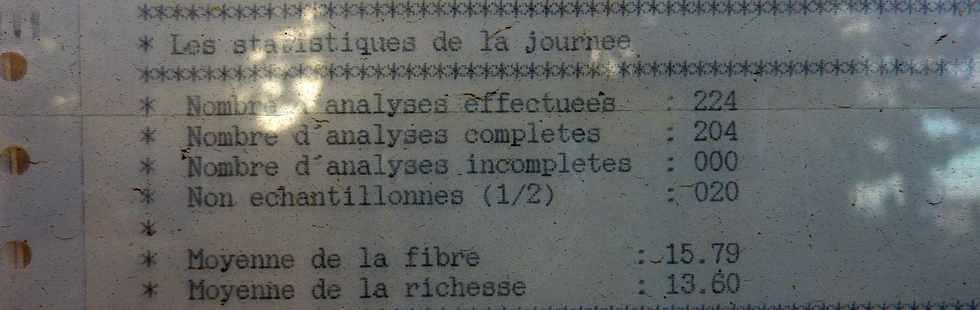 ************************************************************
* Les statistiques de la journee
************************************************************
* Nombre d'analyses effectuees : 224
* Nombre d'analyses completes : 204
* Nombre d'analyses incompletes : 000
* Non echantillonnes (1/2) : 020
*
* Moyenne de la fibre : 15.79
* Moyenne de la richesse : 13.60
************************************************************